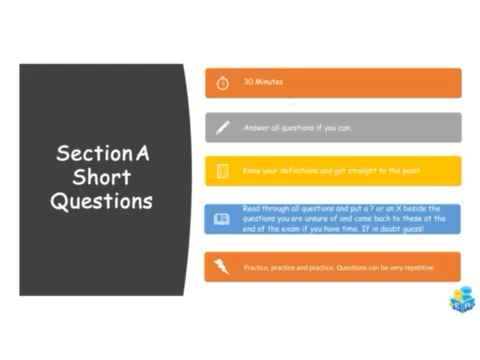 Section A
Short
Questions
30 Minutes
Answer all questions if you can.
Know your definitions and get straight to the point
Read through all questions and put a ? or an X beside the
questions you are unsure of and come back to these at the
end of the exam if you have time. If in doubt guess!
Practice, practice and practice. Questions can be very repetitive.